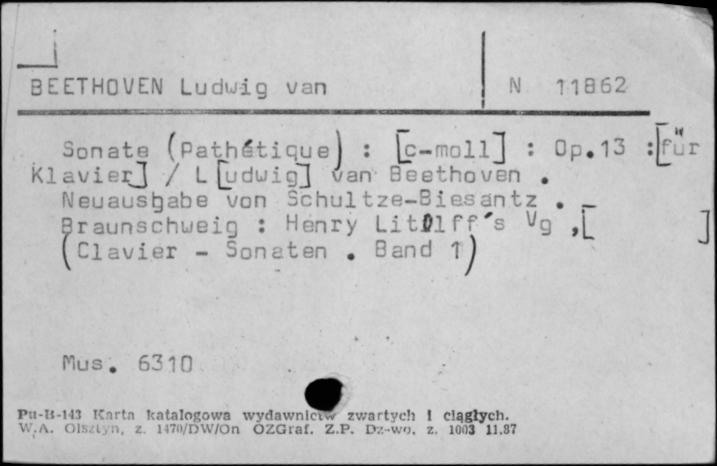 BEETHOVEN Ludwig van
N 11862
Sonate (Pathétique) : [c-moll] : Op.13 :[für
Klavier] / L[udwig] van Beethoven .
Neuausgabe von Schultze-Biesantz . -
Braunschweig : Henry Litolff's Vg ,[ ]
(Clavier - Sonaten . Band 1)
Mus. 6310
Pu-B-143 Karta katalogowa wydawnictw zwartych i ciągłych.
W.A. Olsztyn, z. 1470/DW/On OZGraf. Z.P. Dz-wo, z. 1003 11.87